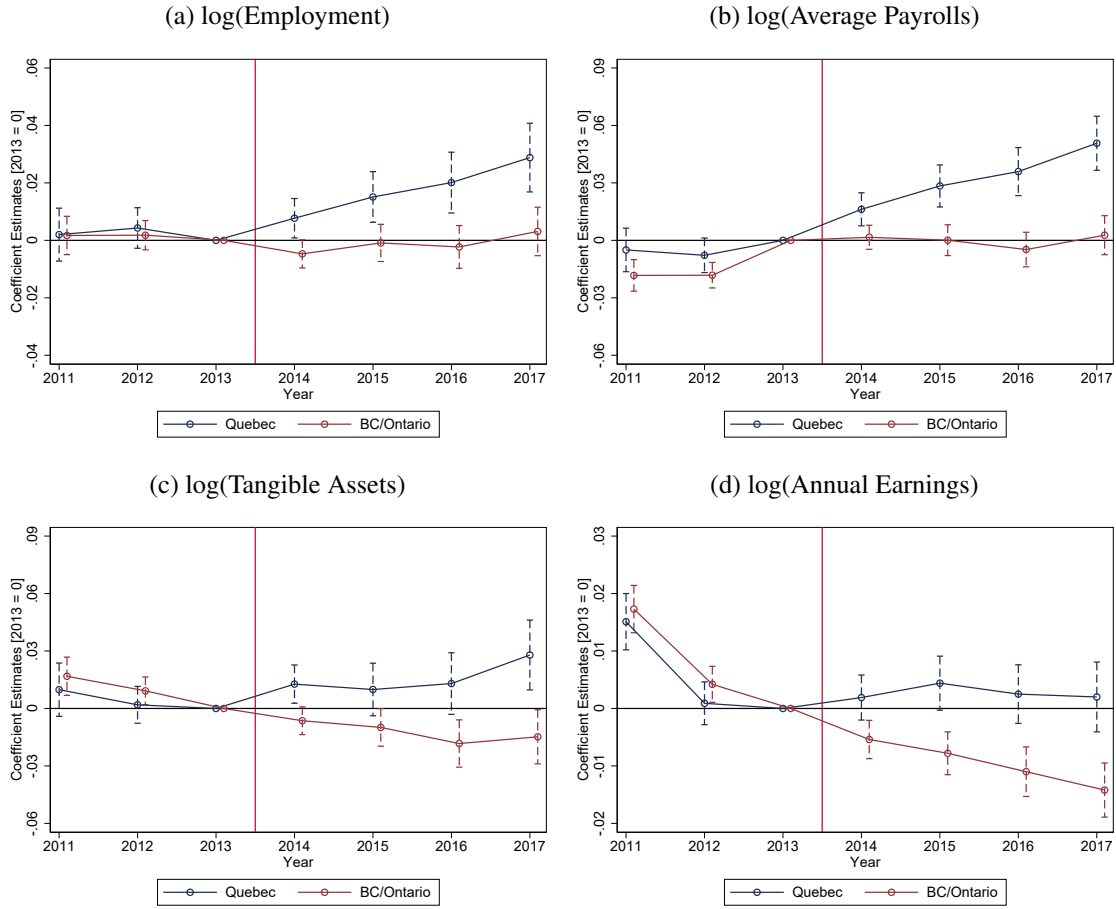 (a) log(Employment)
Coefficient Estimates [2013 = 0]
.06
.04
.02
0
-.02
-.04
2011 2012 2013 2014 2015 2016 2017
Year
Quebec BC/Ontario
(b) log(Average Payrolls)
Coefficient Estimates [2013 = 0]
.09
.06
.03
0
-.03
-.06
2011 2012 2013 2014 2015 2016 2017
Year
Quebec BC/Ontario
(c) log(Tangible Assets)
Coefficient Estimates [2013 = 0]
.09
.06
.03
0
-.03
-.06
2011 2012 2013 2014 2015 2016 2017
Year
Quebec BC/Ontario
(d) log(Annual Earnings)
Coefficient Estimates [2013 = 0]
.03
.02
.01
0
-.01
-.02
2011 2012 2013 2014 2015 2016 2017
Year
Quebec BC/Ontario